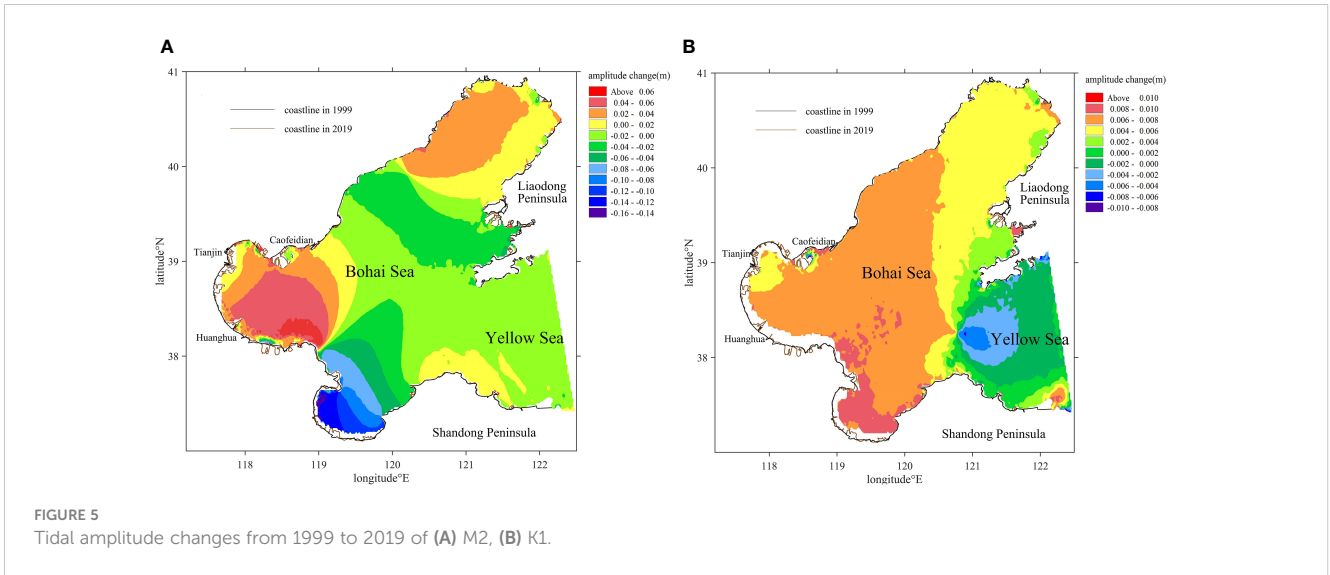 A
41
40
39
38
latitude°N
118
119
120
121
122
longitude°E
coastline in 1999
coastline in 2019
Tianjin
Caofeidian
Huanghua
Bohai Sea
Liaodong
Peninsula
Yellow Sea
Shandong Peninsula
amplitude change(m)
Above 0.06
0.04 - 0.06
0.02 - 0.04
0.00 - 0.02
-0.02 - 0.00
-0.04 - -0.02
-0.06 - -0.04
-0.08 - -0.06
-0.10 - -0.08
-0.12 - -0.10
-0.14 - -0.12
-0.16 - -0.14
B
41
40
39
38
latitude°N
118
119
120
121
122
longitude°E
coastline in 1999
coastline in 2019
Tianjin
Caofeidian
Huanghua
Bohai Sea
Liaodong
Peninsula
Yellow Sea
Shandong Peninsula
amplitude change(m)
Above 0.010
0.008 - 0.010
0.006 - 0.008
0.004 - 0.006
0.002 - 0.004
0.000 - 0.002
-0.002 - 0.000
-0.004 - -0.002
-0.006 - -0.004
-0.008 - -0.006
-0.010 - -0.008
FIGURE 5
Tidal amplitude changes from 1999 to 2019 of (A) M2, (B) K1.